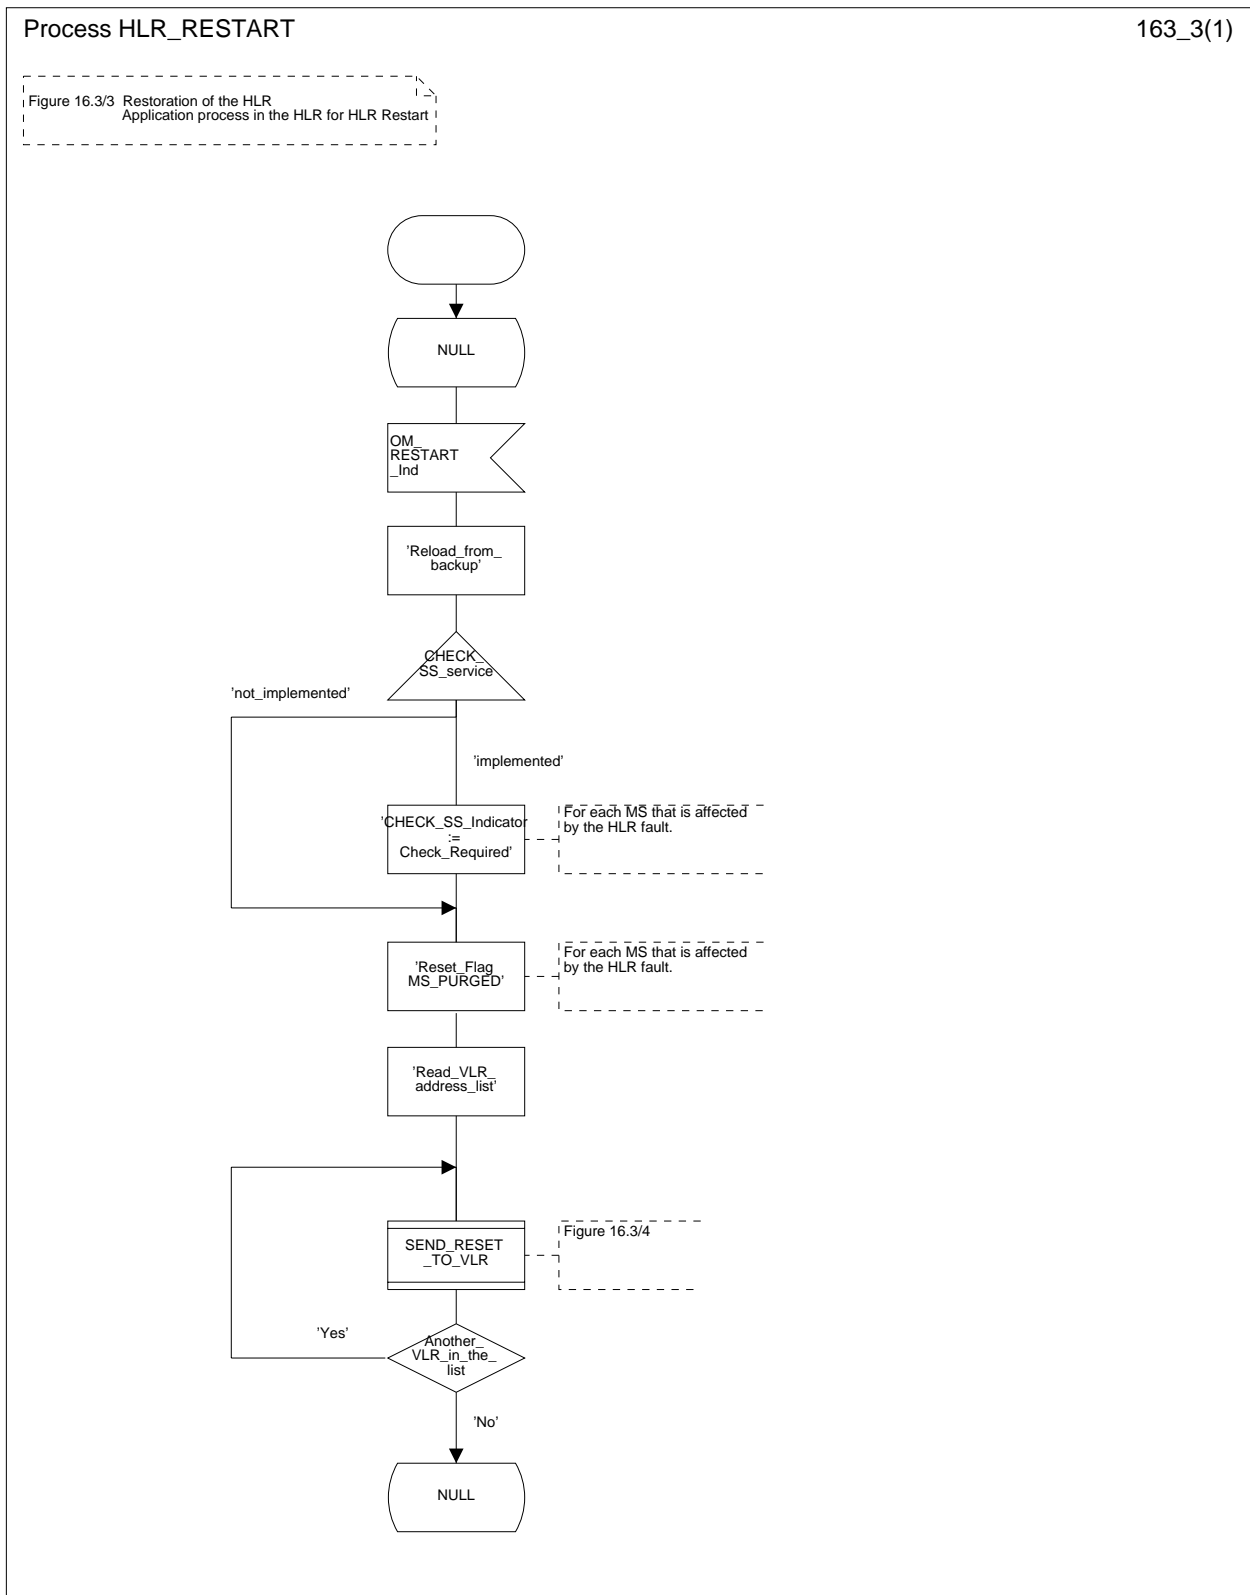 Process HLR_RESTART
163_3(1)
Figure 16.3/3 Restoration of the HLR
Application process in the HLR for HLR Restart
NULL
OM_
RESTART
_Ind
'Reload_from_
backup'
CHECK_
SS_service
'not_implemented'
'implemented'
'CHECK_SS_Indicator
:=
Check_Required'
For each MS that is affected
by the HLR fault.
'Reset_Flag
MS_PURGED'
For each MS that is affected
by the HLR fault.
'Read_VLR_
address_list'
SEND_RESET
_TO_VLR
Figure 16.3/4
'Yes'
Another_
VLR_in_the_
list
'No'
NULL